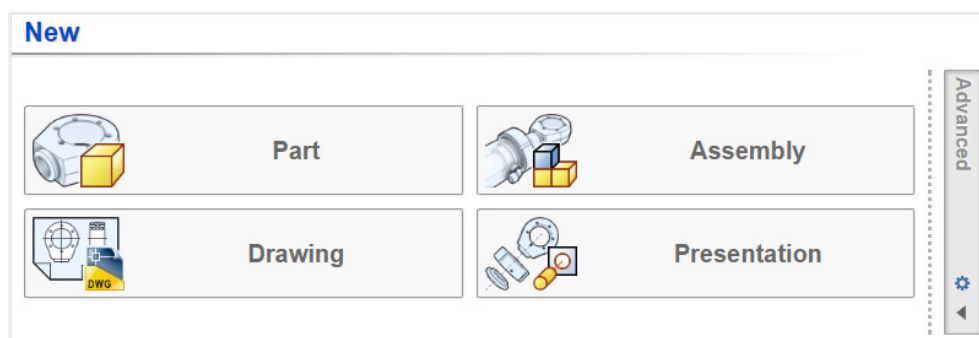 New
Part
Assembly
Drawing
Presentation
DWG
Advanced